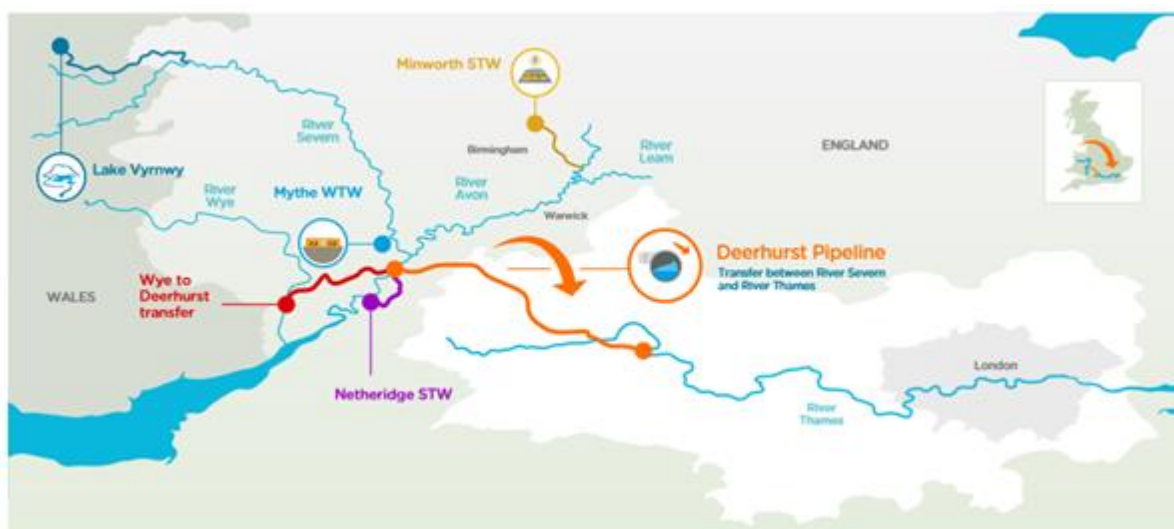 Minworth STW
River
Severn
Birmingham
River
Leam
ENGLAND
Lake Vyrnwy
River
Wye
Mythe WTW
River
Avon
Warwick
Deerhurst Pipeline
Transfer between River Severn
and River Thames
Wye to
Deerhurst
transfer
WALES
London
Netheridge STW
River
Thames